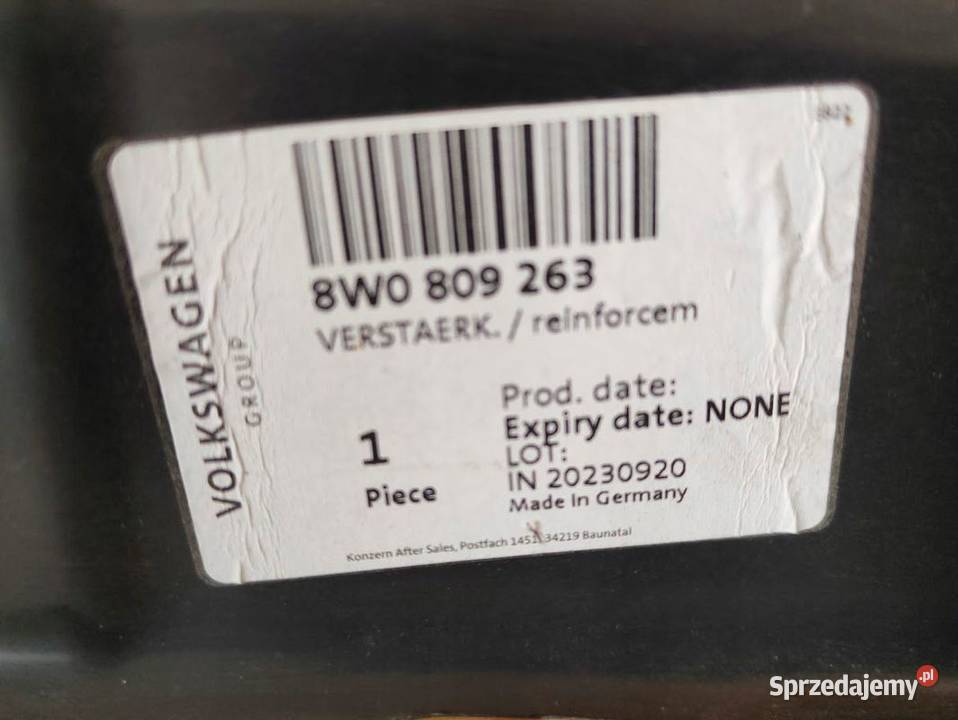 8W0 809 263
VERSTAERK. / reinforcem
VOLKSWAGEN
GROUP
1
Piece
Prod. date:
Expiry date: NONE
LOT:
IN 20230920
Made In Germany
Konzern After Sales, Postfach 1451, 34219 Baunatal
Sprzedajemy.pl